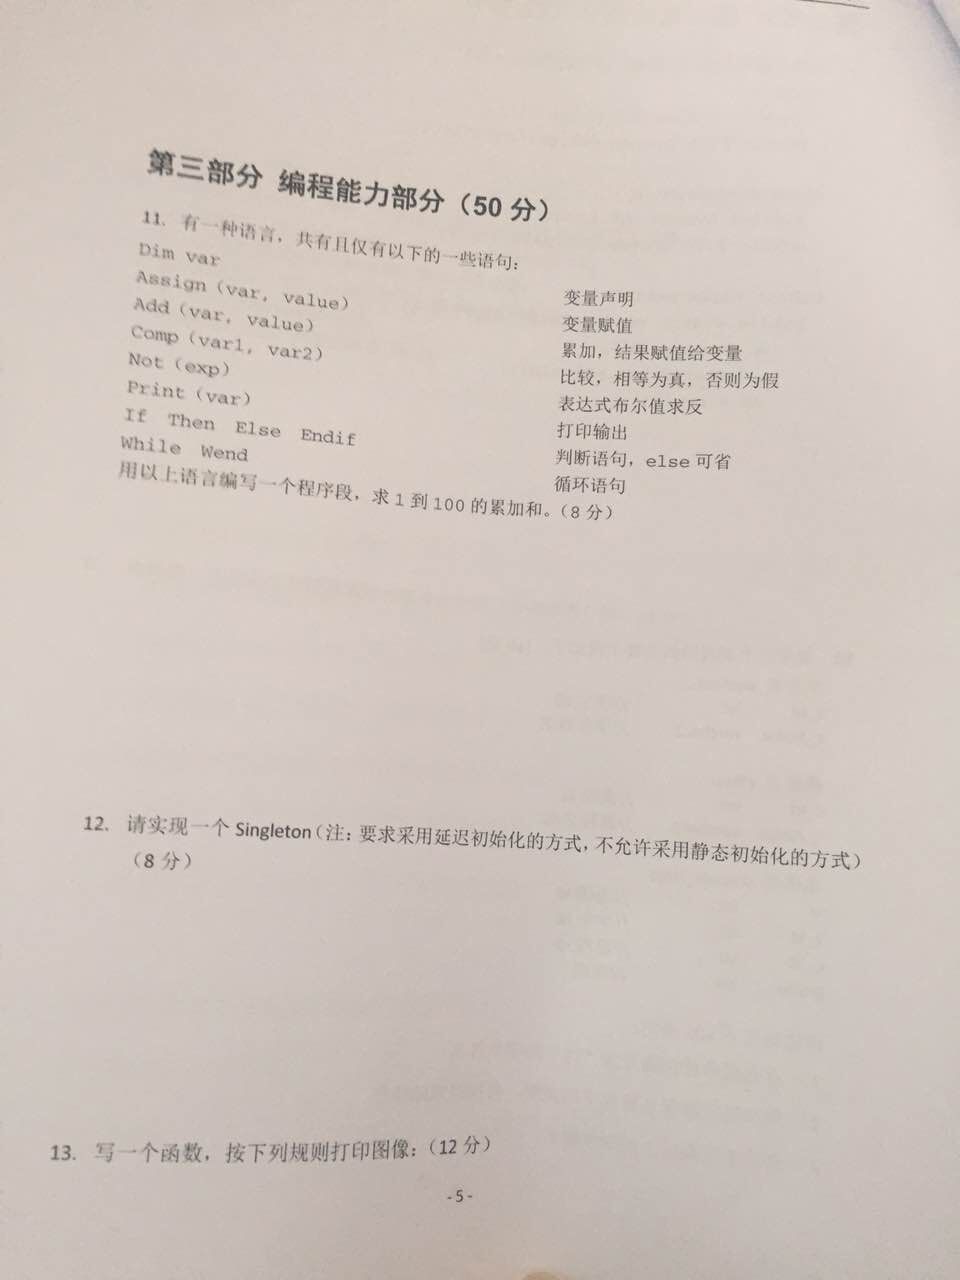 第三部分 编程能力部分（50 分）
11. 有一种语言，共有且仅有以下的一些语句：
Dim var 变量声明
Assign（var, value） 变量赋值
Add（var, value） 累加，结果赋值给变量
Comp（var1, var2） 比较，相等为真，否则为假
Not（exp） 表达式布尔值求反
Print（var） 打印输出
If Then Else Endif 判断语句，else 可省
While Wend 循环语句
用以上语言编写一个程序段，求 1 到 100 的累加和。（8 分）
12. 请实现一个 Singleton（注：要求采用延迟初始化的方式，不允许采用静态初始化的方式）
（8 分）
13. 写一个函数，按下列规则打印图像：（12 分）
- 5 -